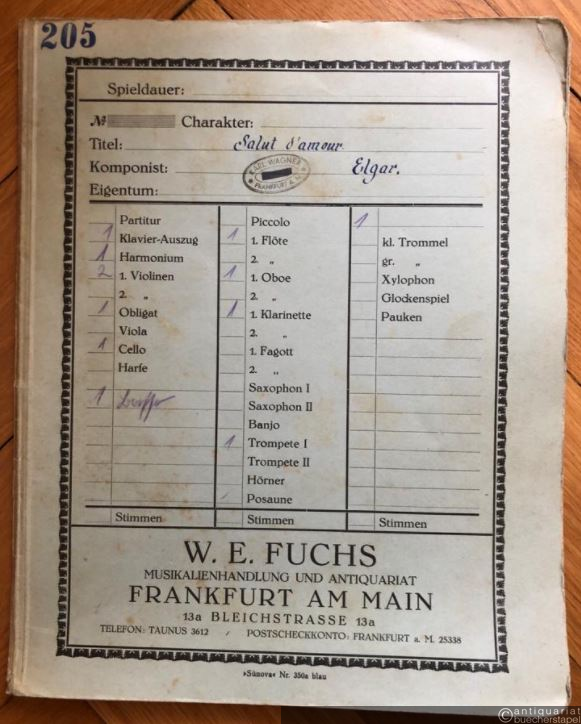 205
Spieldauer:
№ Charakter:
Titel: Salut d'amour
Komponist: Elgar.
KARL WAGNER
FRANKFURT A. M.
Eigentum:
Partitur
1 Klavier-Auszug
1 Harmonium
2 1. Violinen
2. „
1 Obligat
Viola
1 Cello
Harfe
1
Stimmen
Piccolo
1 1. Flöte
2. „
1 1. Oboe
2. „
1 1. Klarinette
2. „
1. Fagott
2. „
Saxophon I
Saxophon II
Banjo
1 Trompete I
Trompete II
Hörner
Posaune
Stimmen
1
kl. Trommel
gr. „
Xylophon
Glockenspiel
Pauken
Stimmen
W. E. FUCHS
MUSIKALIENHANDLUNG UND ANTIQUARIAT
FRANKFURT AM MAIN
13a BLEICHSTRASSE 13a
TELEFON: TAUNUS 3612 / POSTSCHECKKONTO: FRANKFURT a. M. 25338
»Sünova« Nr. 350a blau
©antiquariat
buecherstapel